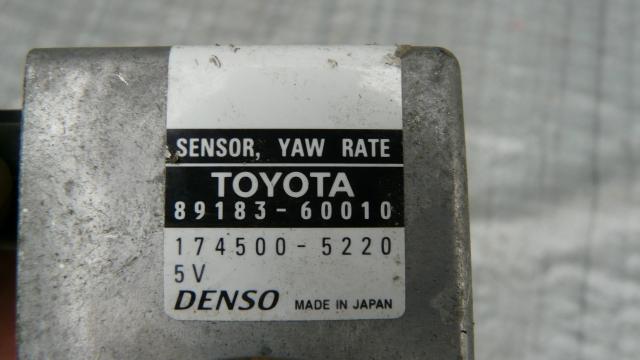 SENSOR, YAW RATE
TOYOTA
89183-60010
174500-5220
5V
DENSO MADE IN JAPAN